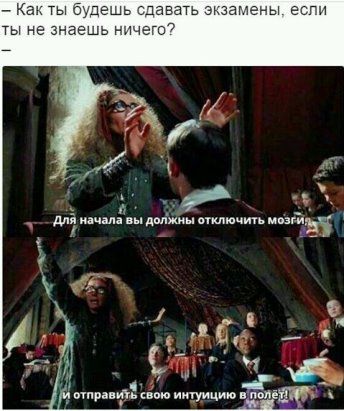 – Как ты будешь сдавать экзамены, если
ты не знаешь ничего?
–
Для начала вы должны отключить мозги,
и отправить свою интуицию в полёт!